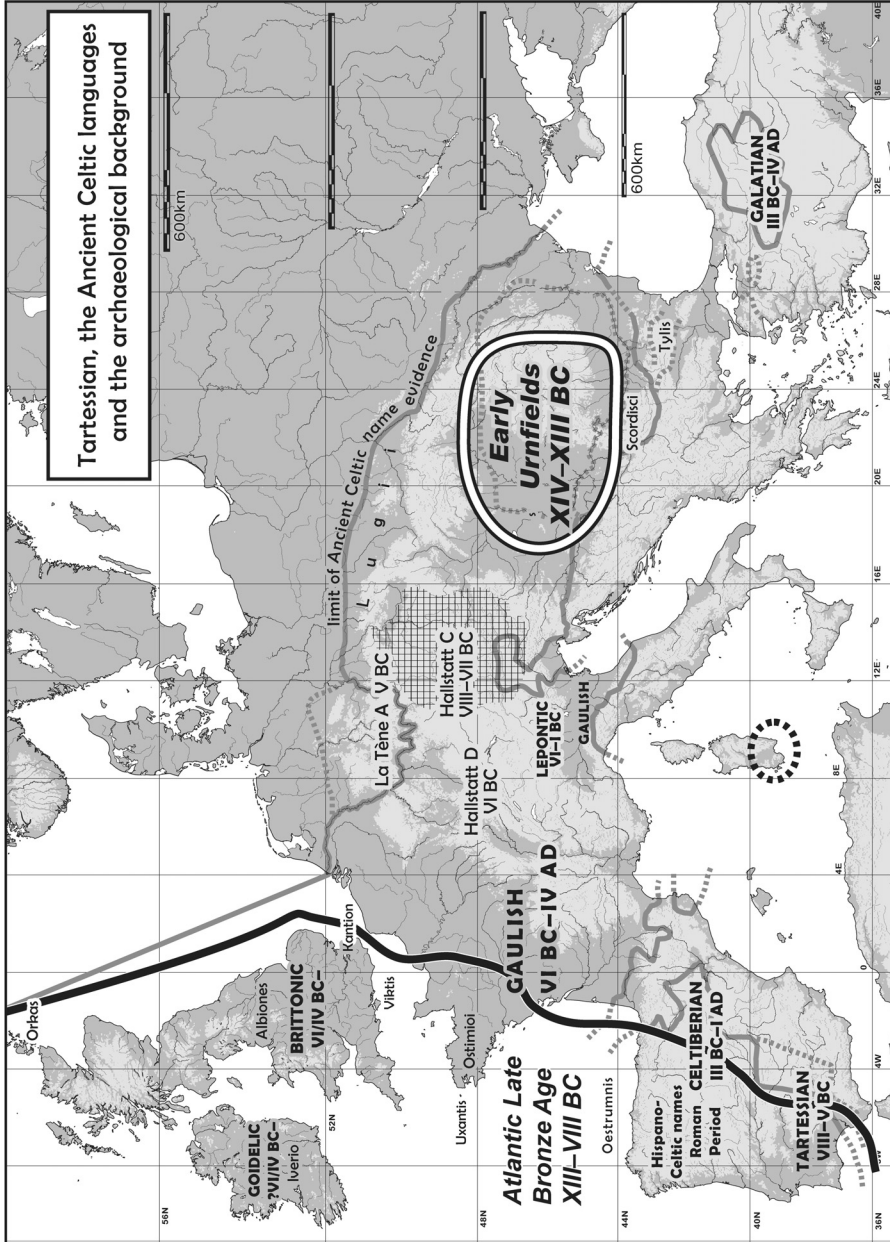 Tartessian, the Ancient Celtic languages
and the archaeological background
600km
600km
40E
36E
32E
28E
24E
20E
16E
12E
8E
4E
0
4W
8W
56N
52N
48N
44N
40N
36N
limit of Ancient Celtic name evidence
Lugii
Early
Urnfields
XIV–XIII BC
s
Scordisci
Tylis
GALATIAN
III BC–IV AD
La Tène A V BC
Hallstatt C
VIII–VII BC
Hallstatt D
VI BC
LEPONTIC
VI–I BC
GAULISH
GAULISH
VI BC–IV AD
Orkas
Albiones
BRITTONIC
VI/IV BC–
Kantion
Viktis
GOIDELIC
?VI/IV BC–
Iverio
Uxantis
Ostimioi
Atlantic Late
Bronze Age
XIII–VIII BC
Oestrumnis
Hispano-
Celtic names
Roman
Period
CELTIBERIAN
III BC–I AD
TARTESSIAN
VIII–V BC